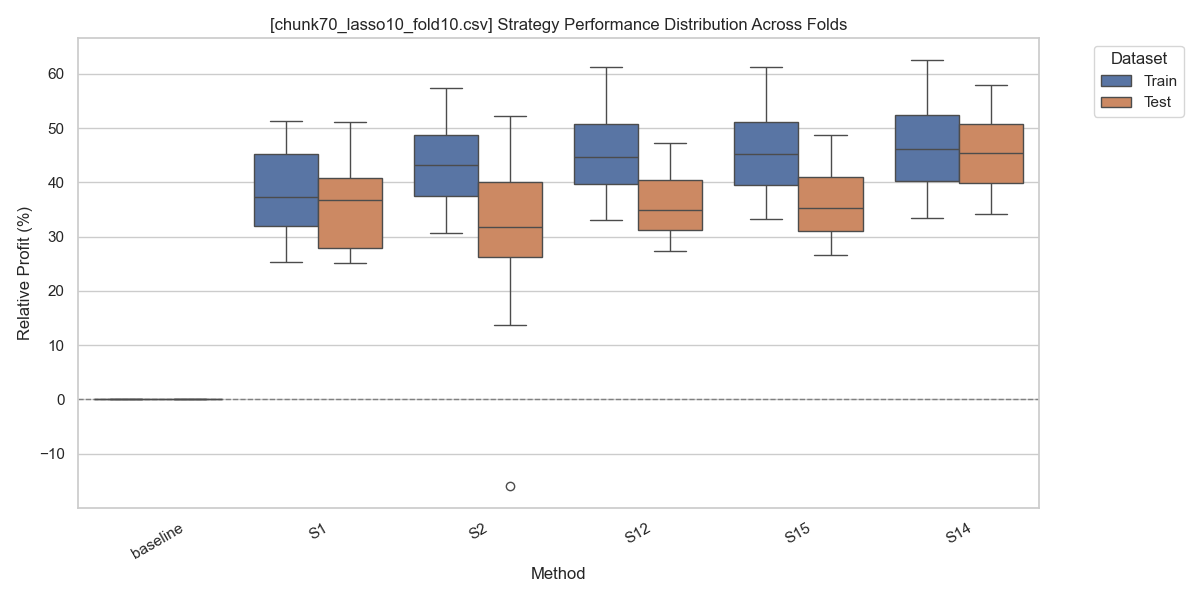 [chunk70_lasso10_fold10.csv] Strategy Performance Distribution Across Folds
Dataset
Train
Test
Relative Profit (%)
60
50
40
30
20
10
0
−10
baseline
S1
S2
S12
S15
S14
Method